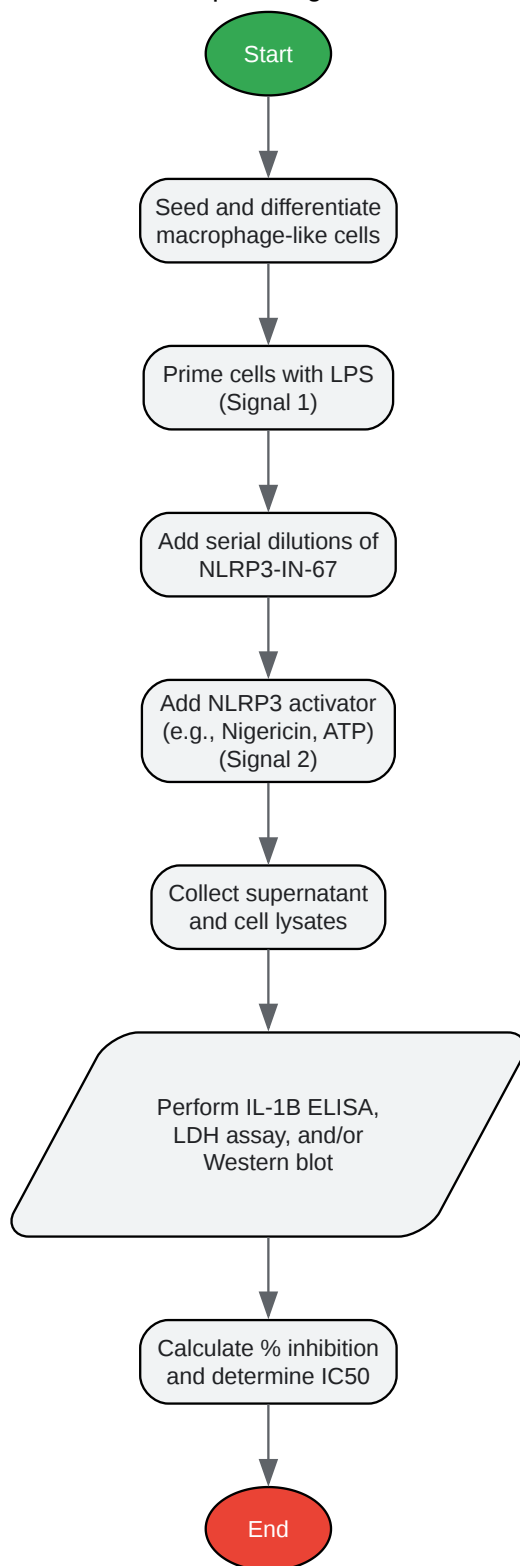 Start
Seed and differentiate
macrophage-like cells
Prime cells with LPS
(Signal 1)
Add serial dilutions of
NLRP3-IN-67
Add NLRP3 activator
(e.g., Nigericin, ATP)
(Signal 2)
Collect supernatant
and cell lysates
Perform IL-1B ELISA,
LDH assay, and/or
Western blot
Calculate % inhibition
and determine IC50
End